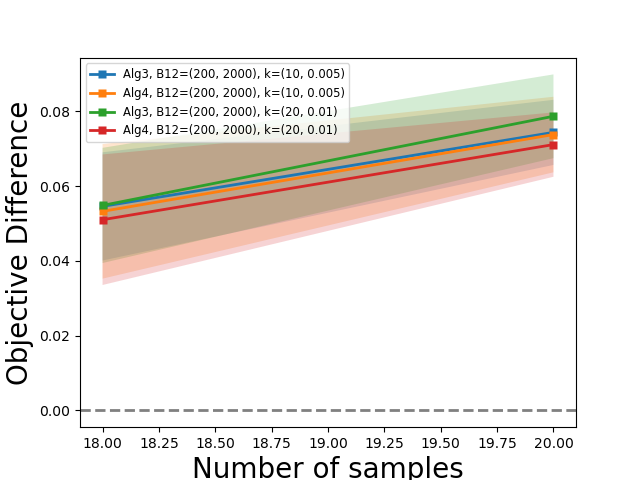 Alg3, B12=(200, 2000), k=(10, 0.005)
Alg4, B12=(200, 2000), k=(10, 0.005)
Alg3, B12=(200, 2000), k=(20, 0.01)
Alg4, B12=(200, 2000), k=(20, 0.01)
Objective Difference
0.08
0.06
0.04
0.02
0.00
18.00 18.25 18.50 18.75 19.00 19.25 19.50 19.75 20.00
Number of samples